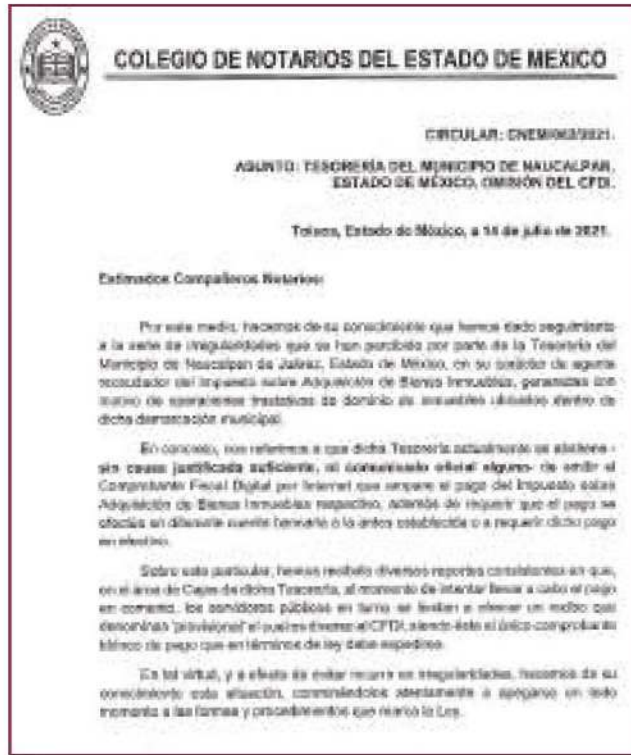 COLEGIO DE NOTARIOS DEL ESTADO DE MEXICO
CIRCULAR: CNEM/063/2021.
ASUNTO: TESORERÍA DEL MUNICIPIO DE NAUCALPAN,
ESTADO DE MÉXICO, OMISIÓN DEL CFDI.
Toluca, Estado de México, a 14 de julio de 2021.
Estimados Compañeros Notarios:
Por este medio, hacemos de su conocimiento que hemos dado seguimiento
a la serie de irregularidades que se han percibido por parte de la Tesorería del
Municipio de Naucalpan de Juárez, Estado de México, en su carácter de agente
recaudador del Impuesto sobre Adquisición de Bienes Inmuebles, generadas con
motivo de operaciones traslativas de dominio de inmuebles ubicados dentro de
dicha demarcación municipal.
En concreto, nos referimos a que dicha Tesorería actualmente se abstiene -
sin causa justificada suficiente, ni comunicado oficial alguno- de emitir el
Comprobante Fiscal Digital por Internet que ampare el pago del Impuesto sobre
Adquisición de Bienes Inmuebles respectivo, además de requerir que el pago se
efectúe en diferente cuenta bancaria a la antes establecida o a requerir dicho pago
en efectivo.
Sobre este particular, hemos recibido diversos reportes consistentes en que,
en el área de Cajas de dicha Tesorería, al momento de intentar llevar a cabo el pago
en comento, los servidores públicos en turno se limitan a ofrecer un recibo que
denominan "provisional" el cual es diverso al CFDI, siendo éste el único comprobante
idóneo de pago que en términos de ley debe expedirse.
En tal virtud, y a efecto de evitar incurrir en irregularidades, hacemos de su
conocimiento esta situación, conminándolos atentamente a apegarse en todo
momento a las formas y procedimientos que marca la Ley.